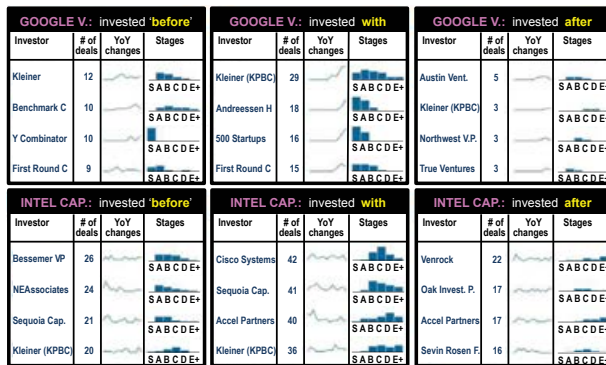 GOOGLE V.: invested 'before'
Investor # of deals YoY changes Stages
Kleiner 12 S A B C D E+
Benchmark C 10 S A B C D E+
Y Combinator 10 S A B C D E+
First Round C 9 S A B C D E+
GOOGLE V.: invested with
Investor # of deals YoY changes Stages
Kleiner (KPBC) 29 S A B C D E+
Andreessen H 18 S A B C D E+
500 Startups 16 S A B C D E+
First Round C 15 S A B C D E+
GOOGLE V.: invested after
Investor # of deals YoY changes Stages
Austin Vent. 5 S A B C D E+
Kleiner (KPBC) 3 S A B C D E+
Northwest V.P. 3 S A B C D E+
True Ventures 3 S A B C D E+
INTEL CAP.: invested 'before'
Investor # of deals YoY changes Stages
Bessemer VP 26 S A B C D E+
NEAssociates 24 S A B C D E+
Sequoia Cap. 21 S A B C D E+
Kleiner (KPBC) 20 S A B C D E+
INTEL CAP.: invested with
Investor # of deals YoY changes Stages
Cisco Systems 42 S A B C D E+
Sequoia Cap. 41 S A B C D E+
Accel Partners 40 S A B C D E+
Kleiner (KPBC) 36 S A B C D E+
INTEL CAP.: invested after
Investor # of deals YoY changes Stages
Venrock 22 S A B C D E+
Oak Invest. P. 17 S A B C D E+
Accel Partners 17 S A B C D E+
Sevin Rosen F. 16 S A B C D E+